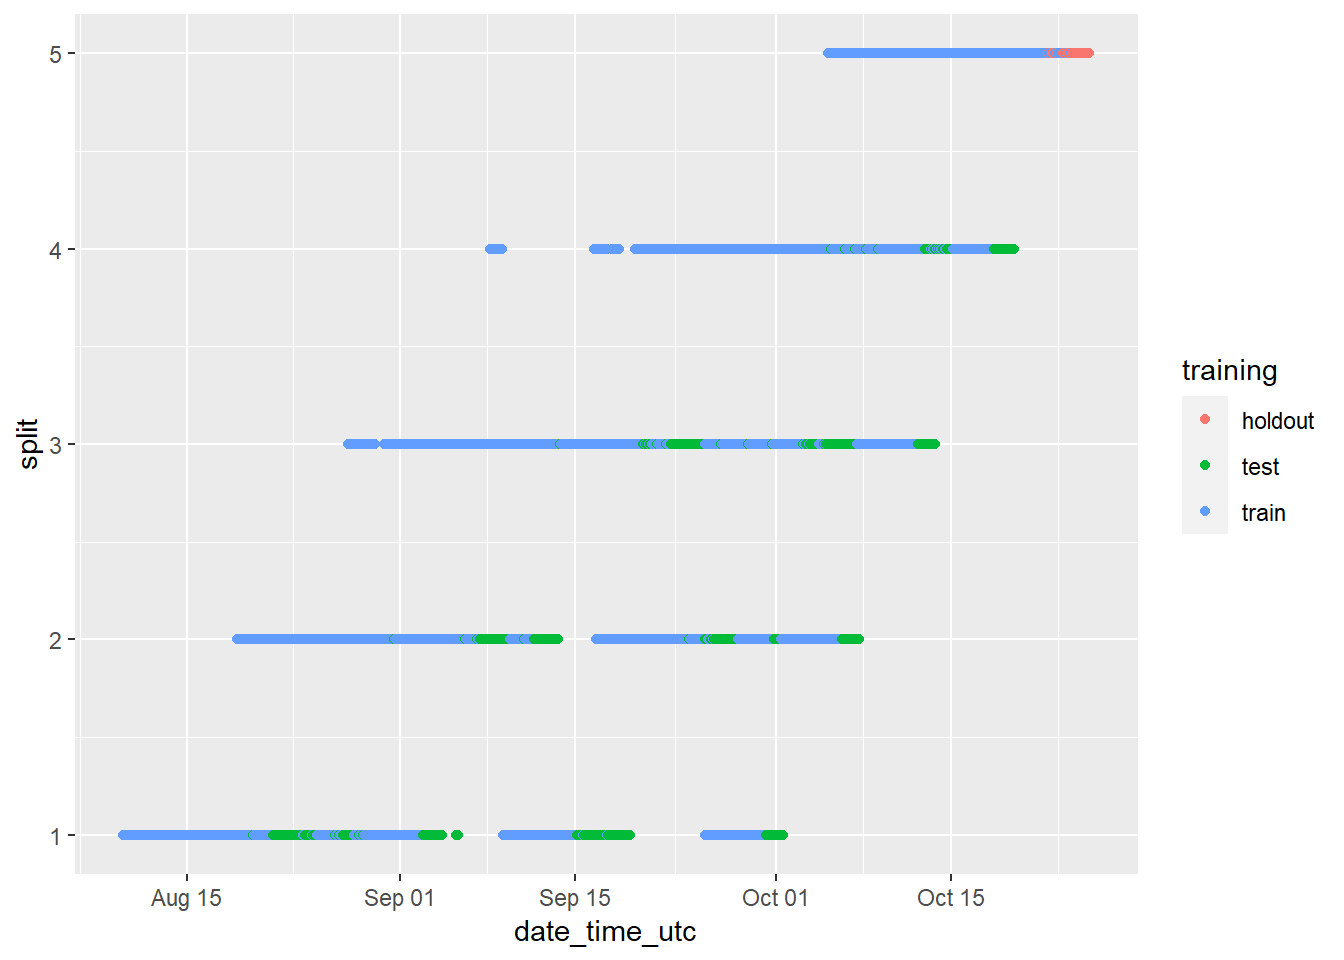 5
4
3
2
1
split
Aug 15
Sep 01
Sep 15
Oct 01
Oct 15
date_time_utc
training
holdout
test
train